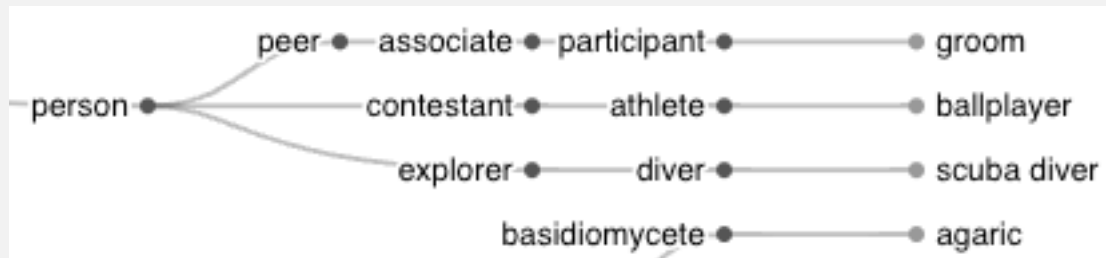 peer associate participant groom
person contestant athlete ballplayer
explorer diver scuba diver
basidiomycete agaric